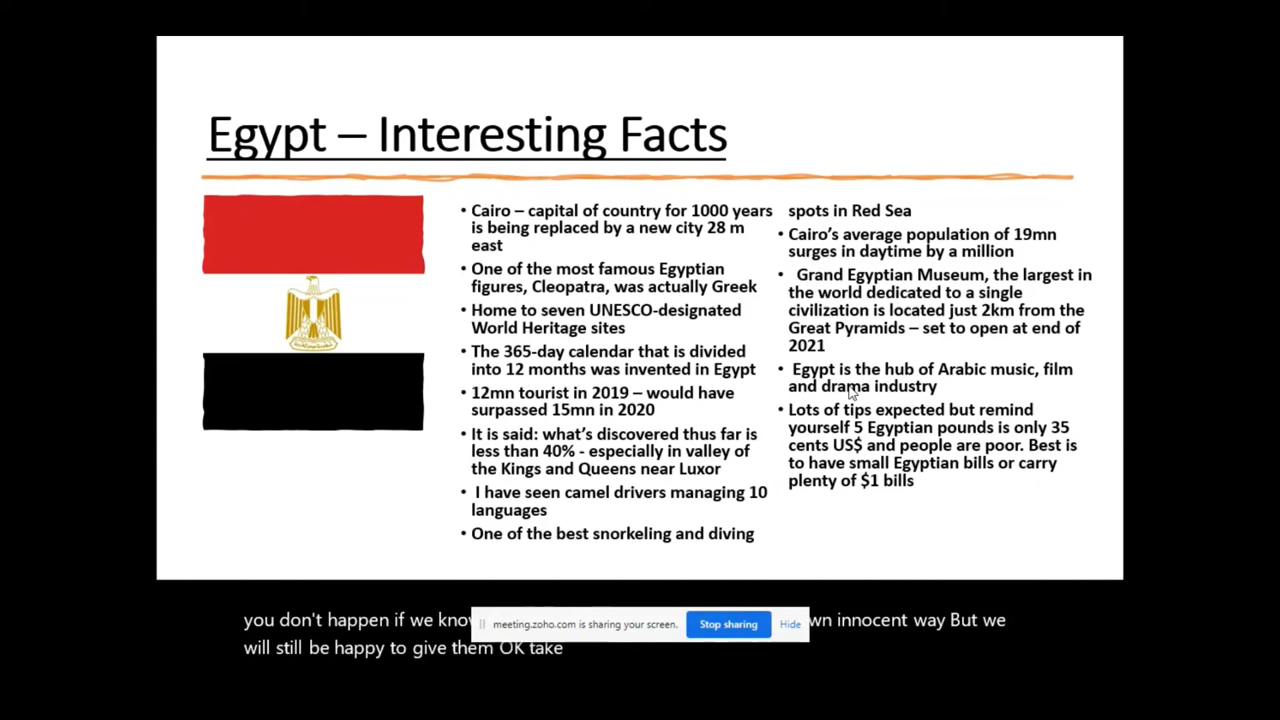 Egypt – Interesting Facts
• Cairo – capital of country for 1000 years
is being replaced by a new city 28 m
east
• One of the most famous Egyptian
figures, Cleopatra, was actually Greek
• Home to seven UNESCO-designated
World Heritage sites
• The 365-day calendar that is divided
into 12 months was invented in Egypt
• 12mn tourist in 2019 – would have
surpassed 15mn in 2020
• It is said: what's discovered thus far is
less than 40% - especially in valley of
the Kings and Queens near Luxor
• I have seen camel drivers managing 10
languages
• One of the best snorkeling and diving
spots in Red Sea
• Cairo's average population of 19mn
surges in daytime by a million
• Grand Egyptian Museum, the largest in
the world dedicated to a single
civilization is located just 2km from the
Great Pyramids – set to open at end of
2021
• Egypt is the hub of Arabic music, film
and drama industry
• Lots of tips expected but remind
yourself 5 Egyptian pounds is only 35
cents US$ and people are poor. Best is
to have small Egyptian bills or carry
plenty of $1 bills
you don't happen if we innocent way But we
will still be happy to give them OK take
meeting.zoho.com is sharing your screen. Stop sharing Hide